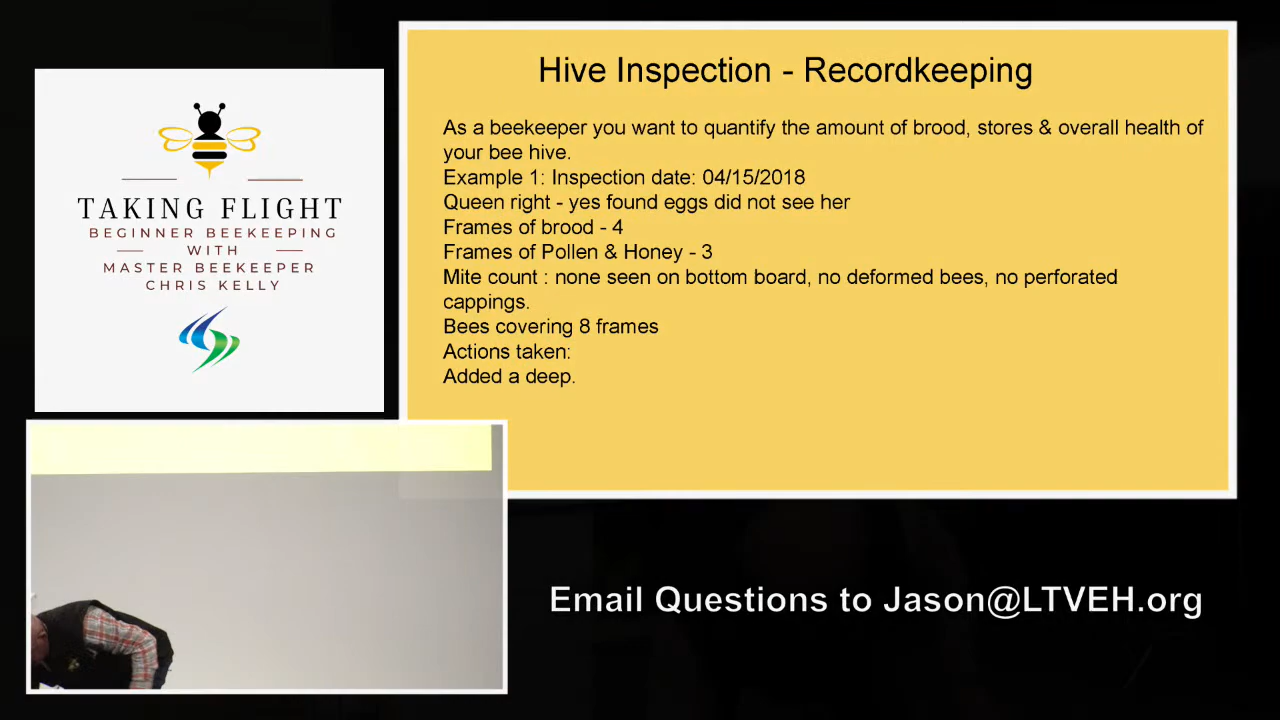 TAKING FLIGHT
BEGINNER BEEKEEPING
WITH
MASTER BEEKEEPER
CHRIS KELLY
Hive Inspection - Recordkeeping
As a beekeeper you want to quantify the amount of brood, stores & overall health of
your bee hive.
Example 1: Inspection date: 04/15/2018
Queen right - yes found eggs did not see her
Frames of brood - 4
Frames of Pollen & Honey - 3
Mite count : none seen on bottom board, no deformed bees, no perforated
cappings.
Bees covering 8 frames
Actions taken:
Added a deep.
Email Questions to Jason@LTVEH.org